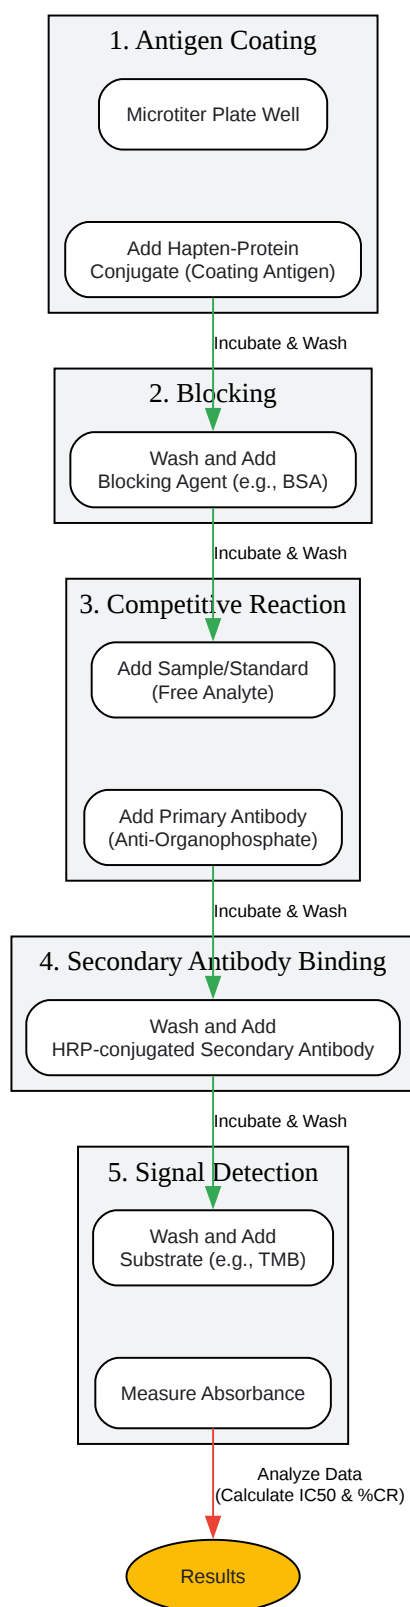 1. Antigen Coating
Microtiter Plate Well
Add Hapten-Protein
Conjugate (Coating Antigen)
Incubate & Wash
2. Blocking
Wash and Add
Blocking Agent (e.g., BSA)
Incubate & Wash
3. Competitive Reaction
Add Sample/Standard
(Free Analyte)
Add Primary Antibody
(Anti-Organophosphate)
Incubate & Wash
4. Secondary Antibody Binding
Wash and Add
HRP-conjugated Secondary Antibody
Incubate & Wash
5. Signal Detection
Wash and Add
Substrate (e.g., TMB)
Measure Absorbance
Analyze Data
(Calculate IC50 & %CR)
Results